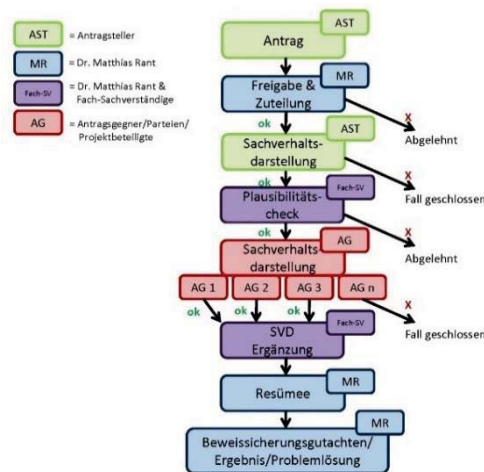 AST = Antragsteller
MR = Dr. Matthias Rant
Fach-SV = Dr. Matthias Rant &
Fach-Sachverständige
AG = Antragsgegner/Parteien/
Projektbeteiligte
AST
Antrag
MR
Freigabe &
Zuteilung
ok
X
Abgelehnt
AST
Sachverhalts-
darstellung
ok
X
Fall geschlossen
Fach-SV
Plausibilitäts-
check
ok
X
Abgelehnt
AG
Sachverhalts-
darstellung
AG 1 AG 2 AG 3 AG n
ok ok ok
X
Fall geschlossen
Fach-SV
SVD
Ergänzung
MR
Resümee
MR
Beweissicherungsgutachten/
Ergebnis/Problemlösung